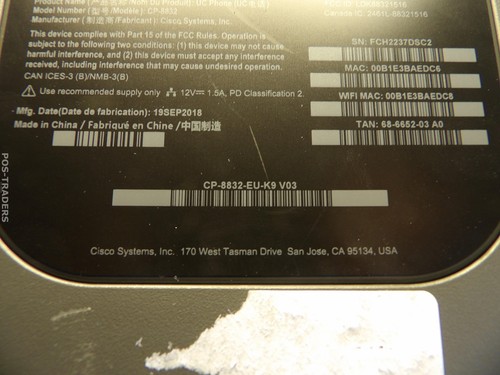 Product Name / (产品名称/Nom Du Produit): UC Phone (UC电话)
Model Number / (型号/Modèle) : CP-8832
Manufacturer / (制造商/Fabricant) : Cisco Systems, Inc.
Canada IC: 2461L-88321516
This device complies with Part 15 of the FCC Rules. Operation is
subject to the following two conditions: (1) this device may not cause
harmful interference, and (2) this device must accept any interference
received, including interference that may cause undesired operation.
CAN ICES-3 (B)/NMB-3(B)
Use recommended supply only 12V⎓ 1.5A, PD Classification 2.
Mfg. Date(Date de fabrication): 19SEP2018
Made in China / Fabriqué en Chine /中国制造
SN: FCH2237DSC2
MAC: 00B1E3BAEDC6
WIFI MAC: 00B1E3BAEDC8
TAN: 68-6652-03 A0
CP-8832-EU-K9 V03
Cisco Systems, Inc. 170 West Tasman Drive San Jose, CA 95134, USA
POS-TRADERS